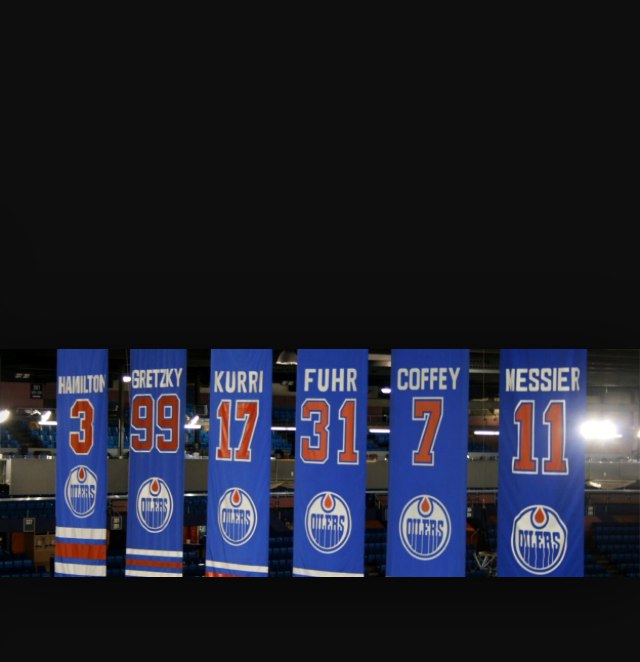 HAMILTON
3
OILERS
GRETZKY
99
OILERS
KURRI
17
OILERS
FUHR
31
OILERS
COFFEY
7
OILERS
MESSIER
11
OILERS